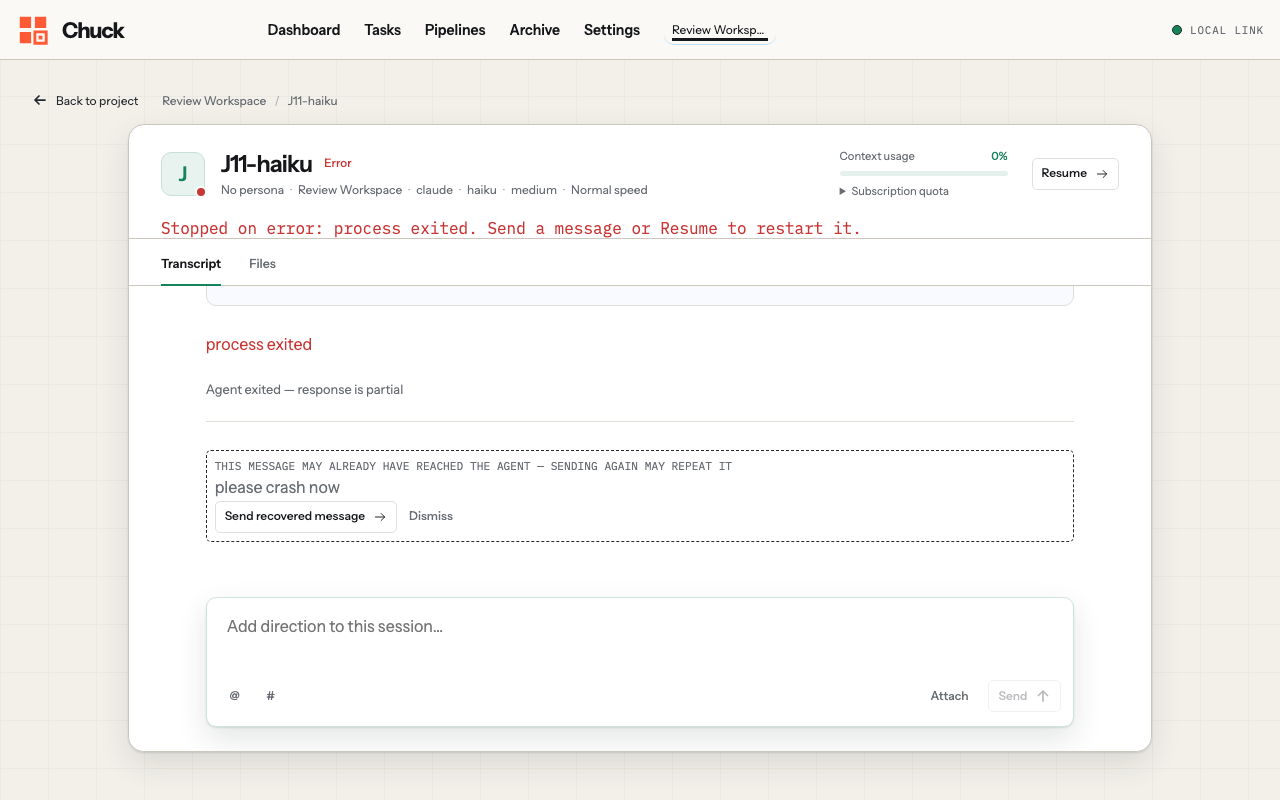 Chuck
Dashboard Tasks Pipelines Archive Settings Review Worksp...
LOCAL LINK
← Back to project Review Workspace / J11-haiku
J
J11-haiku Error
No persona · Review Workspace · claude · haiku · medium · Normal speed
Context usage 0%
▶ Subscription quota
Resume →
Stopped on error: process exited. Send a message or Resume to restart it.
Transcript Files
process exited
Agent exited — response is partial
THIS MESSAGE MAY ALREADY HAVE REACHED THE AGENT — SENDING AGAIN MAY REPEAT IT
please crash now
Send recovered message → Dismiss
Add direction to this session...
@ # Attach Send ↑